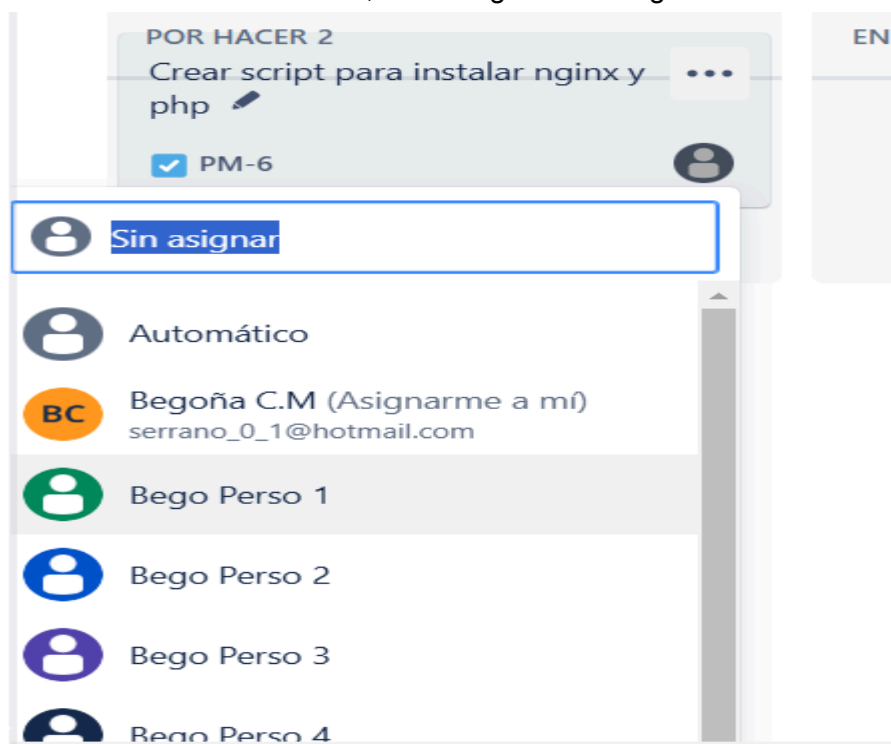 POR HACER 2
EN
Crear script para instalar nginx y
php
PM-6
Sin asignar
Automático
BC
Begoña C.M (Asignarme a mí)
serrano_0_1@hotmail.com
Bego Perso 1
Bego Perso 2
Bego Perso 3
Bego Perso 4